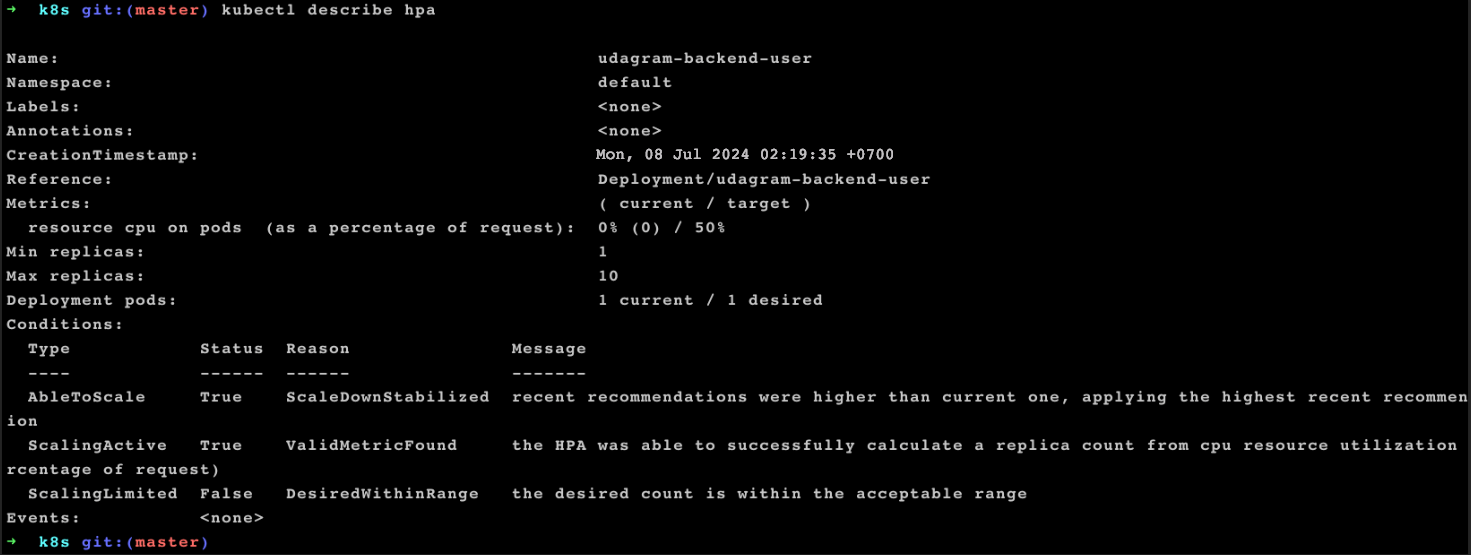 ➜  k8s git:(master) kubectl describe hpa
Name:                                                  udagram-backend-user
Namespace:                                             default
Labels:                                                <none>
Annotations:                                           <none>
CreationTimestamp:                                     Mon, 08 Jul 2024 02:19:35 +0700
Reference:                                             Deployment/udagram-backend-user
Metrics:                                               ( current / target )
  resource cpu on pods  (as a percentage of request):  0% (0) / 50%
Min replicas:                                          1
Max replicas:                                          10
Deployment pods:                                       1 current / 1 desired
Conditions:
  Type            Status  Reason              Message
  ----            ------  ------              -------
  AbleToScale     True    ScaleDownStabilized  recent recommendations were higher than current one, applying the highest recent recommen
ion
  ScalingActive   True    ValidMetricFound    the HPA was able to successfully calculate a replica count from cpu resource utilization
rcentage of request)
  ScalingLimited  False   DesiredWithinRange  the desired count is within the acceptable range
Events:           <none>
➜  k8s git:(master)